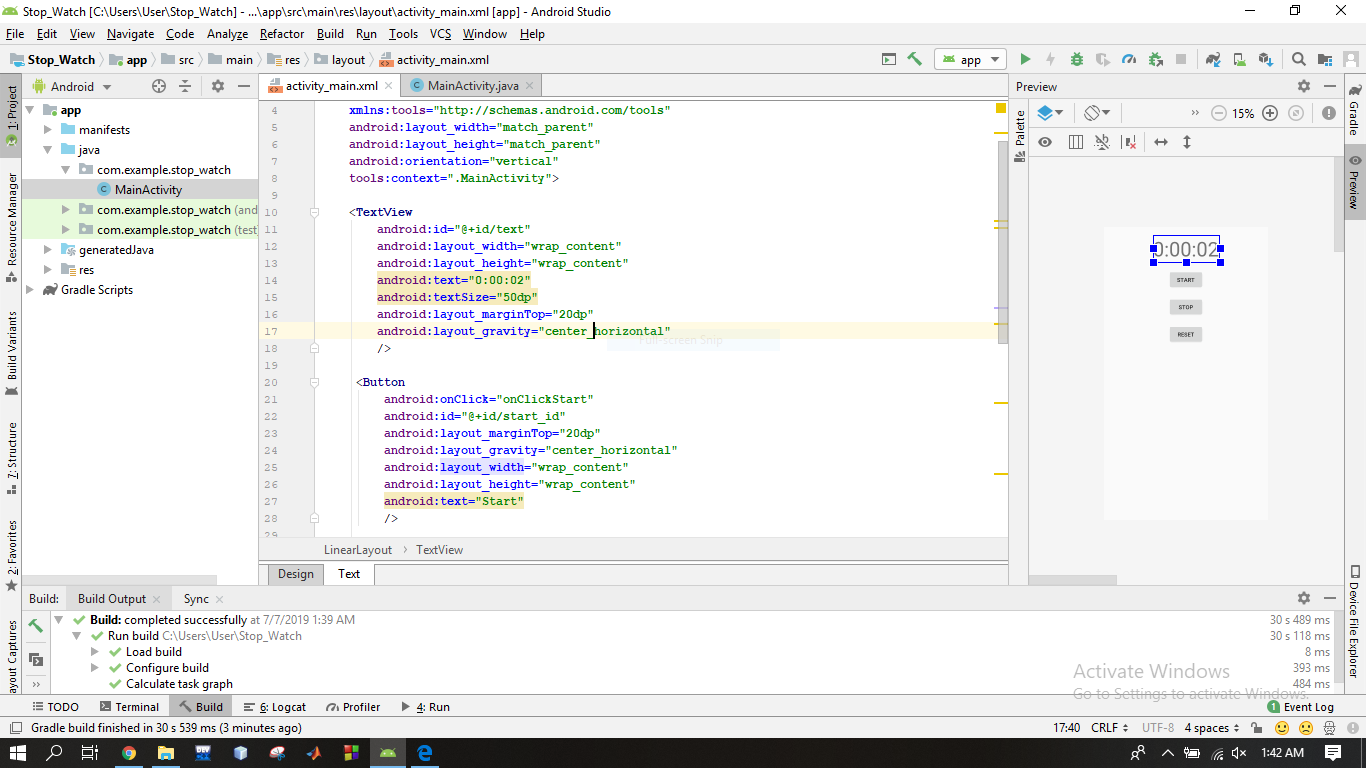 Stop_Watch [C:\Users\User\Stop_Watch] - ...\app\src\main\res\layout\activity_main.xml [app] - Android Studio
File Edit View Navigate Code Analyze Refactor Build Run Tools VCS Window Help
Stop_Watch app src main res layout activity_main.xml app
Android activity_main.xml MainActivity.java Preview
1: Project
Resource Manager
Build Variants
7: Structure
2: Favorites
ayout Captures
app
manifests
java
com.example.stop_watch
MainActivity
com.example.stop_watch (and
com.example.stop_watch (test
generatedJava
res
Gradle Scripts
4 xmlns:tools="http://schemas.android.com/tools"
5 android:layout_width="match_parent"
6 android:layout_height="match_parent"
7 android:orientation="vertical"
8 tools:context=".MainActivity">
9
10 <TextView
11 android:id="@+id/text"
12 android:layout_width="wrap_content"
13 android:layout_height="wrap_content"
14 android:text="0:00:02"
15 android:textSize="50dp"
16 android:layout_marginTop="20dp"
17 android:layout_gravity="center_horizontal"
Full-screen Snip
18 />
19
20 <Button
21 android:onClick="onClickStart"
22 android:id="@+id/start_id"
23 android:layout_marginTop="20dp"
24 android:layout_gravity="center_horizontal"
25 android:layout_width="wrap_content"
26 android:layout_height="wrap_content"
27 android:text="Start"
28 />
29
LinearLayout TextView
Design Text
Palette
15%
0:00:02
START
STOP
RESET
Gradle
Preview
Device File Explorer
Build: Build Output Sync
Build: completed successfully at 7/7/2019 1:39 AM 30 s 489 ms
Run build C:\Users\User\Stop_Watch 30 s 118 ms
Load build 8 ms
Configure build 393 ms
Calculate task graph 484 ms
Activate Windows
Go to Settings to activate Windows.
TODO Terminal Build 6: Logcat Profiler 4: Run 1 Event Log
Gradle build finished in 30 s 539 ms (3 minutes ago) 17:40 CRLF UTF-8 4 spaces
1:42 AM